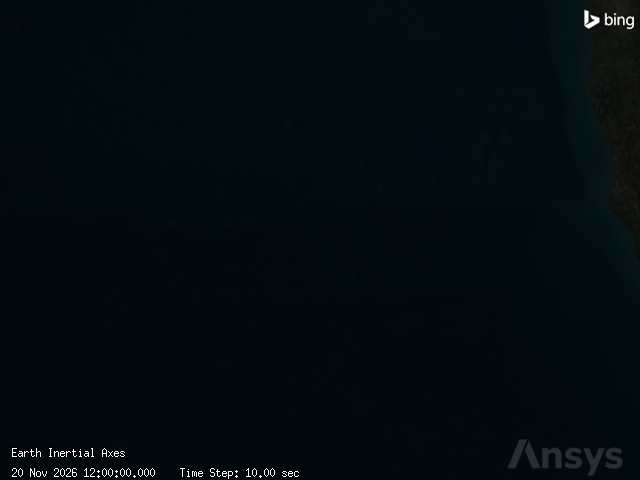 bing
Earth Inertial Axes
20 Nov 2026 12:00:00.000    Time Step: 10.00 sec
Ansys